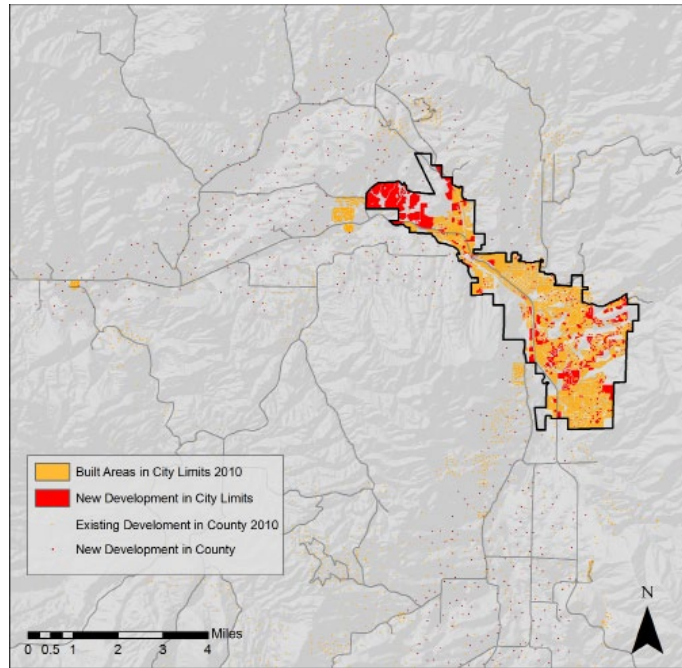 Built Areas in City Limits 2010
New Development in City Limits
Existing Develoment in County 2010
New Development in County
N
Miles
0 0.5 1 2 3 4